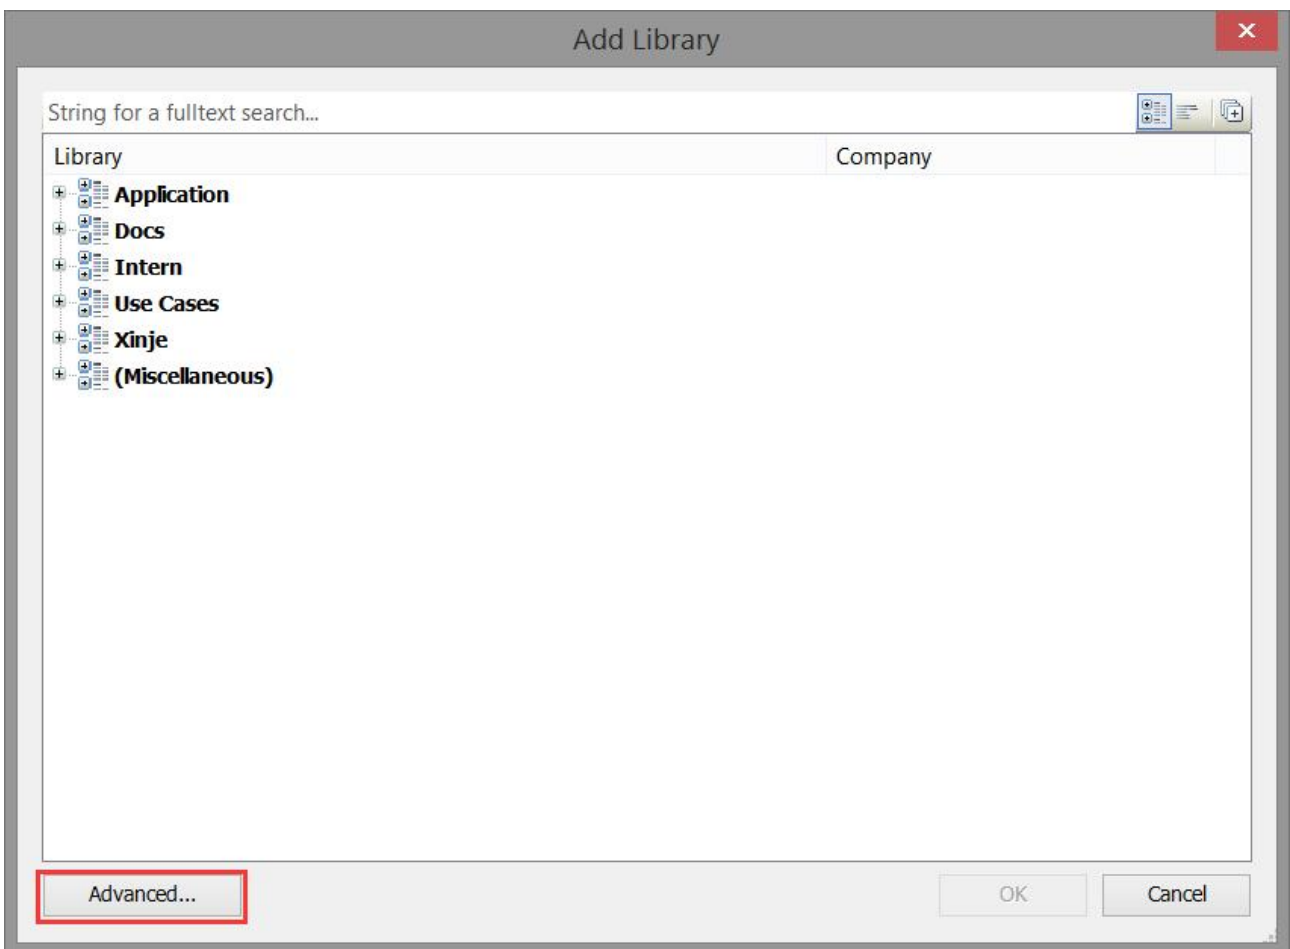 Add Library
String for a fulltext search...
Library Company
Application
Docs
Intern
Use Cases
Xinje
(Miscellaneous)
Advanced... OK Cancel